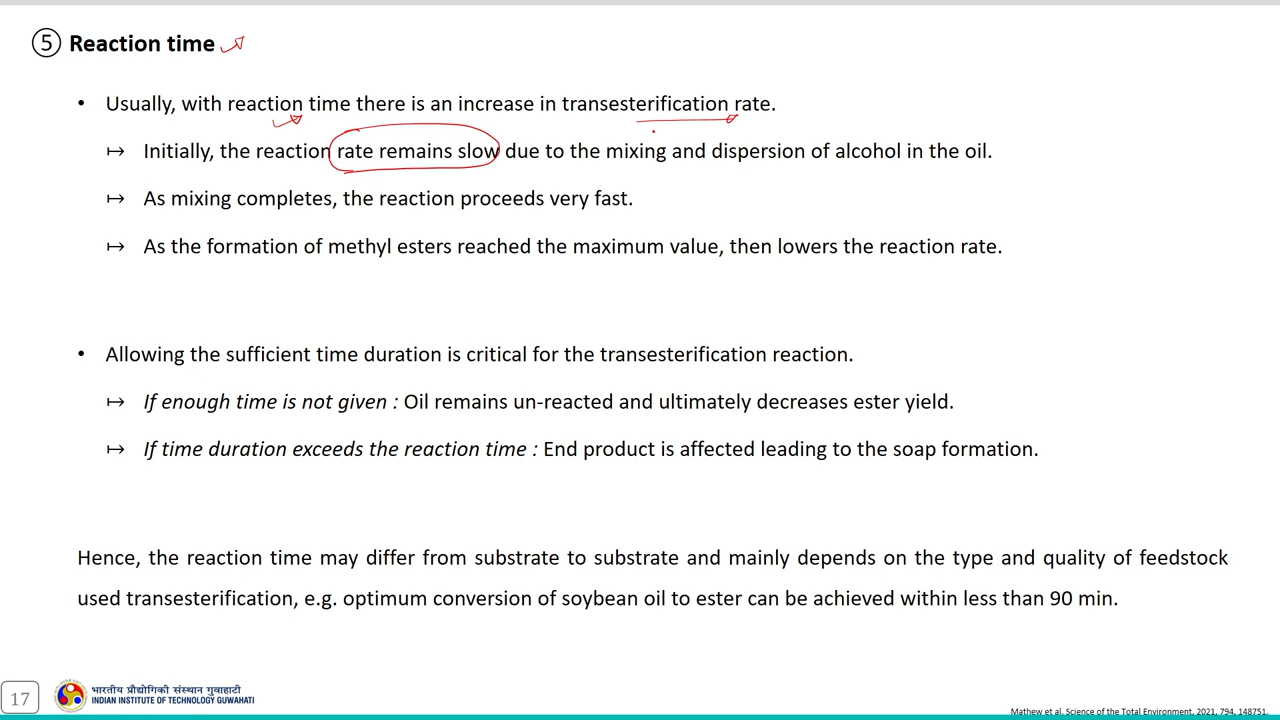 5 Reaction time
• Usually, with reaction time there is an increase in transesterification rate.
↦ Initially, the reaction rate remains slow due to the mixing and dispersion of alcohol in the oil.
↦ As mixing completes, the reaction proceeds very fast.
↦ As the formation of methyl esters reached the maximum value, then lowers the reaction rate.
• Allowing the sufficient time duration is critical for the transesterification reaction.
↦ If enough time is not given : Oil remains un-reacted and ultimately decreases ester yield.
↦ If time duration exceeds the reaction time : End product is affected leading to the soap formation.
Hence, the reaction time may differ from substrate to substrate and mainly depends on the type and quality of feedstock
used transesterification, e.g. optimum conversion of soybean oil to ester can be achieved within less than 90 min.
17
भारतीय प्रौद्योगिकी संस्थान गुवाहाटी
INDIAN INSTITUTE OF TECHNOLOGY GUWAHATI
Mathew et al. Science of the Total Environment, 2021, 794, 148751.